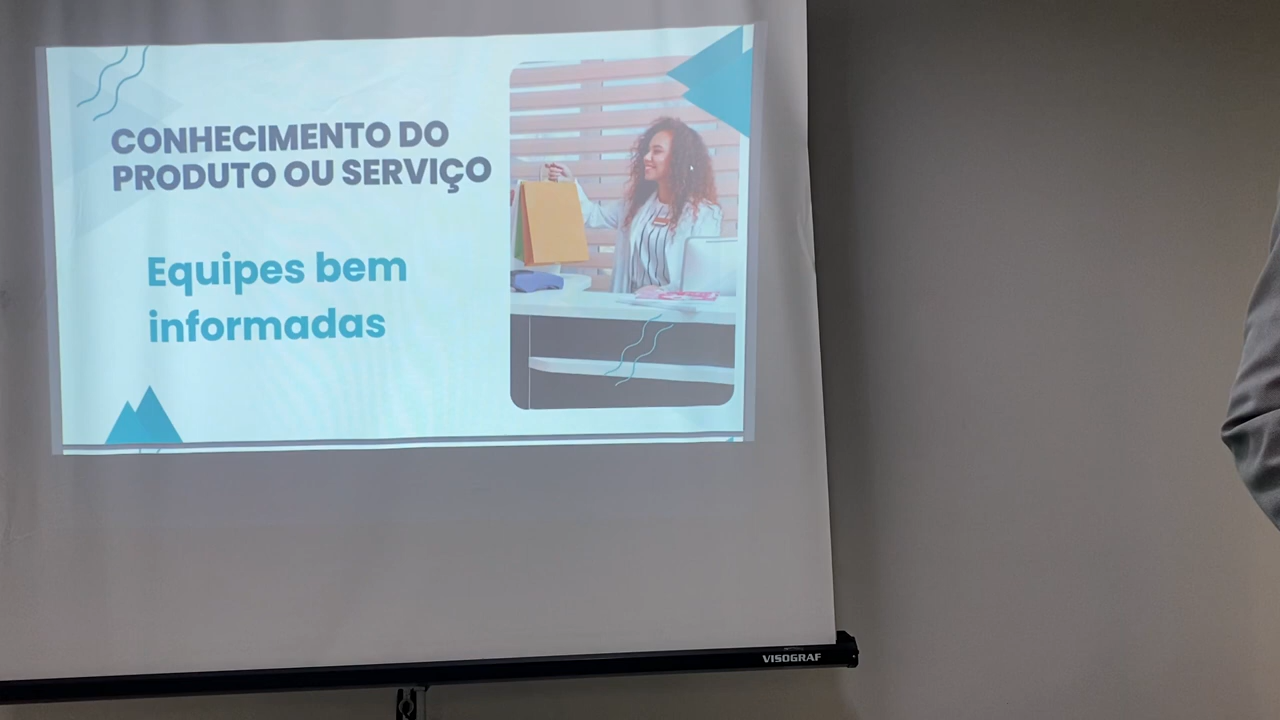 CONHECIMENTO DO
PRODUTO OU SERVIÇO
Equipes bem
informadas
VISOGRAF